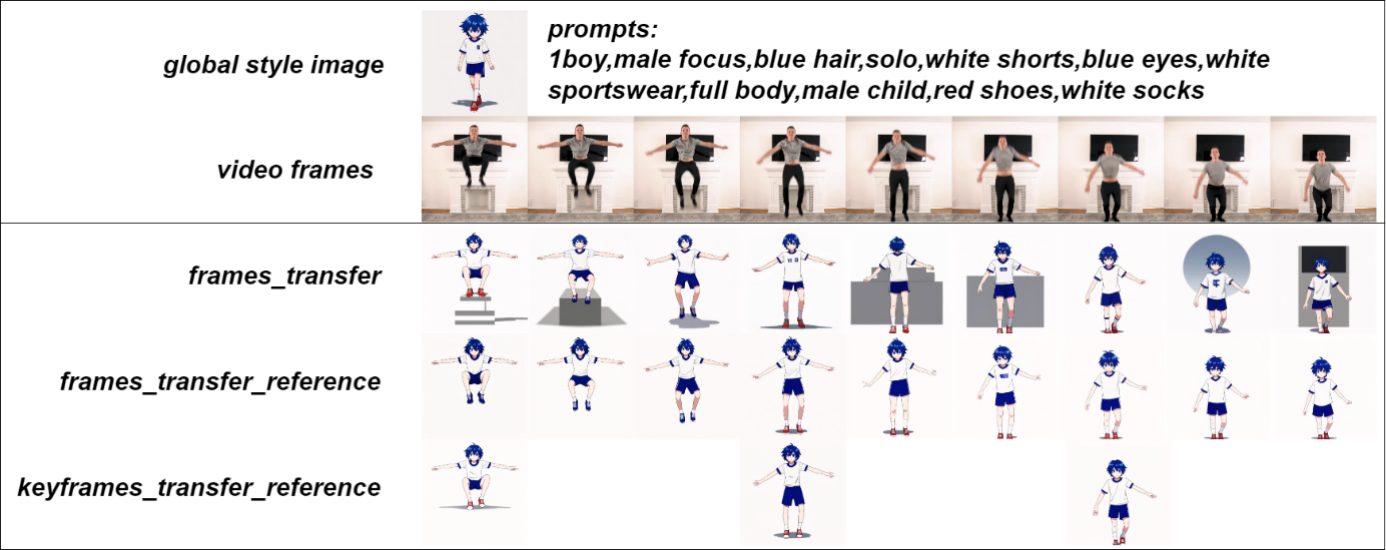 global style image
prompts:
1boy,male focus,blue hair,solo,white shorts,blue eyes,white
sportswear,full body,male child,red shoes,white socks
video frames
frames_transfer
frames_transfer_reference
keyframes_transfer_reference